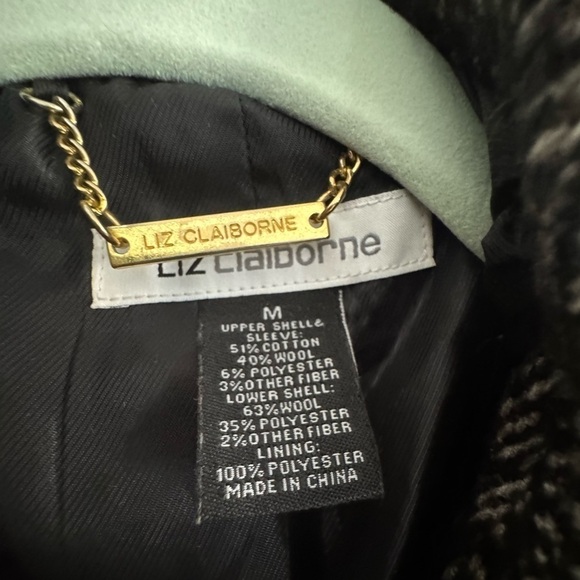 LIZ CLAIBORNE
LIZ claiborne
M
UPPER SHELL&
SLEEVE:
51% COTTON
40% WOOL
6% POLYESTER
3% OTHER FIBER
LOWER SHELL:
63% WOOL
35% POLYESTER
2% OTHER FIBER
LINING:
100% POLYESTER
MADE IN CHINA